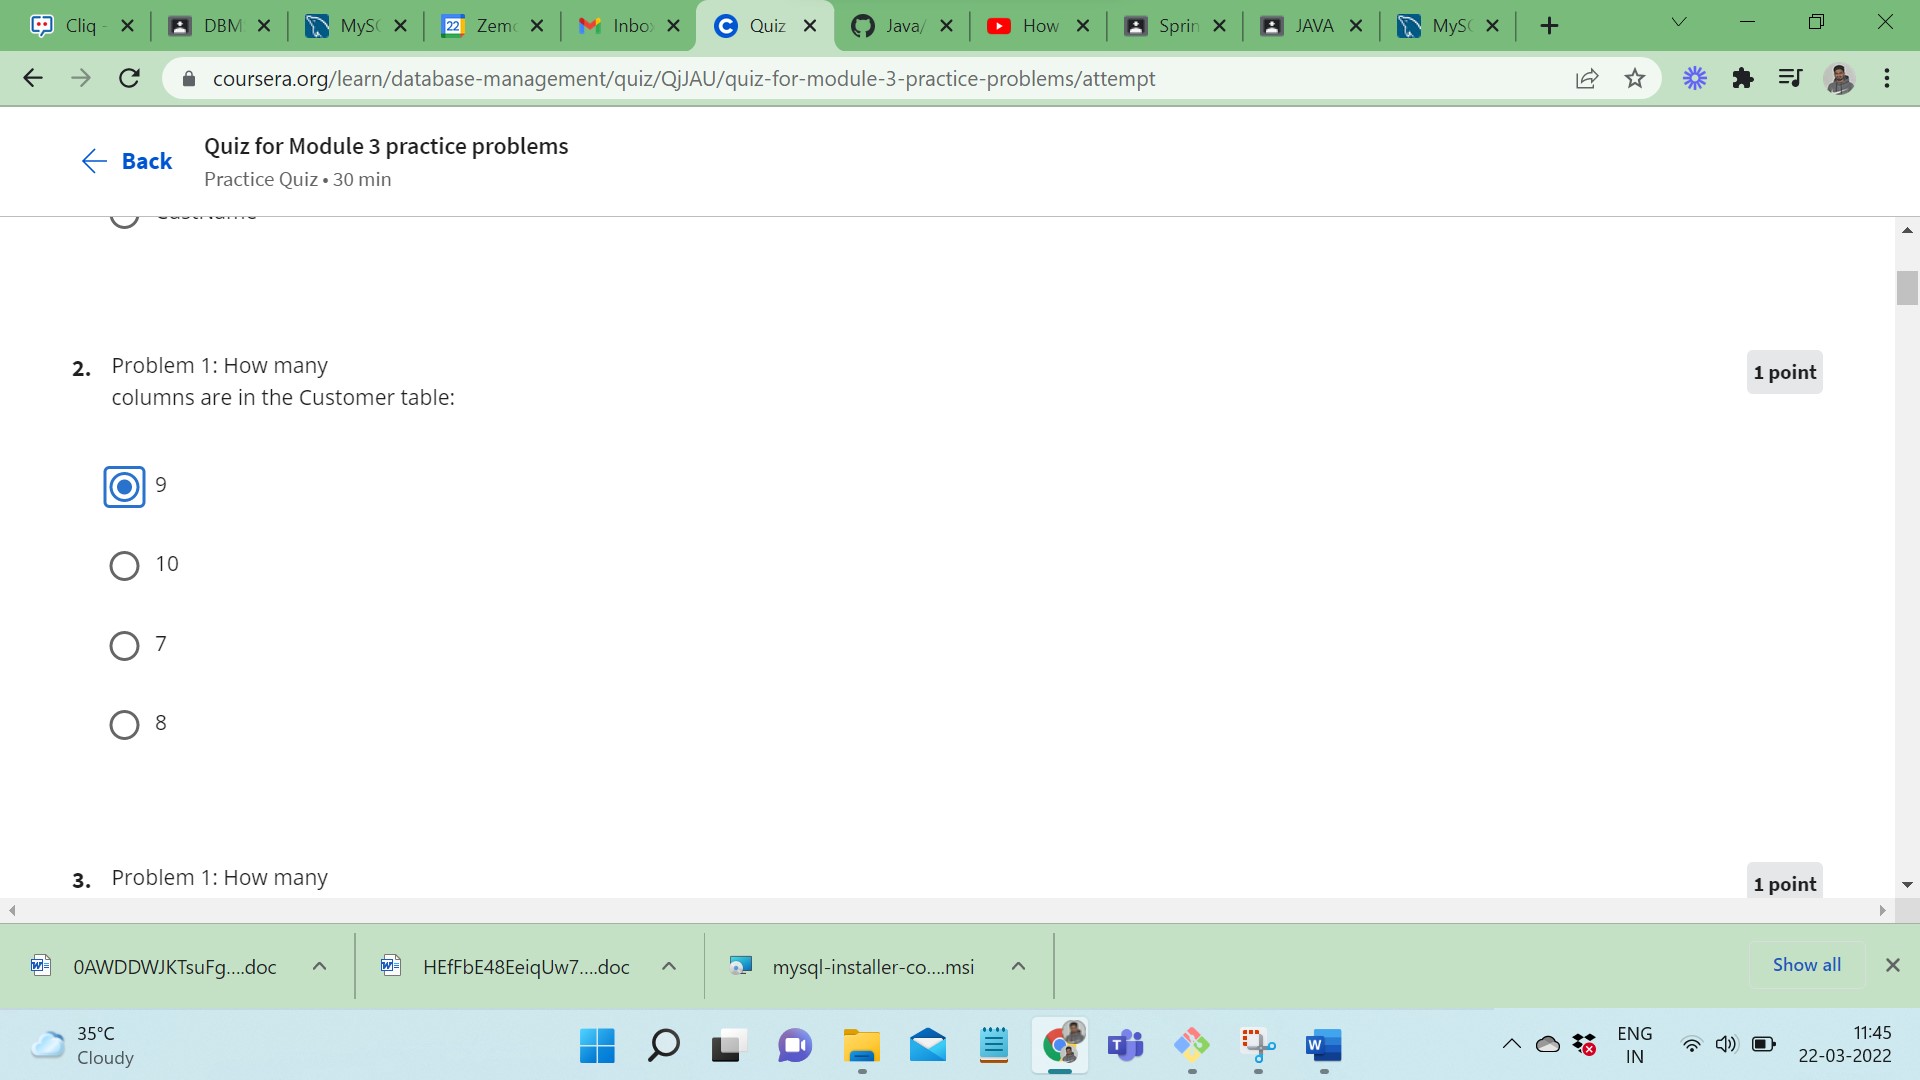 Cliq -
DBM
MyS
22
Zem
Inbo
Quiz
Java/
How
Sprin
JAVA
MyS
coursera.org/learn/database-management/quiz/QjJAU/quiz-for-module-3-practice-problems/attempt
Back
Quiz for Module 3 practice problems
Practice Quiz • 30 min
CustName
2. Problem 1: How many
columns are in the Customer table:
1 point
9
10
7
8
3. Problem 1: How many
1 point
0AWDDWJKTsuFg....doc
HEfFbE48EeiqUw7....doc
mysql-installer-co....msi
Show all
35°C
Cloudy
ENG
IN
11:45
22-03-2022